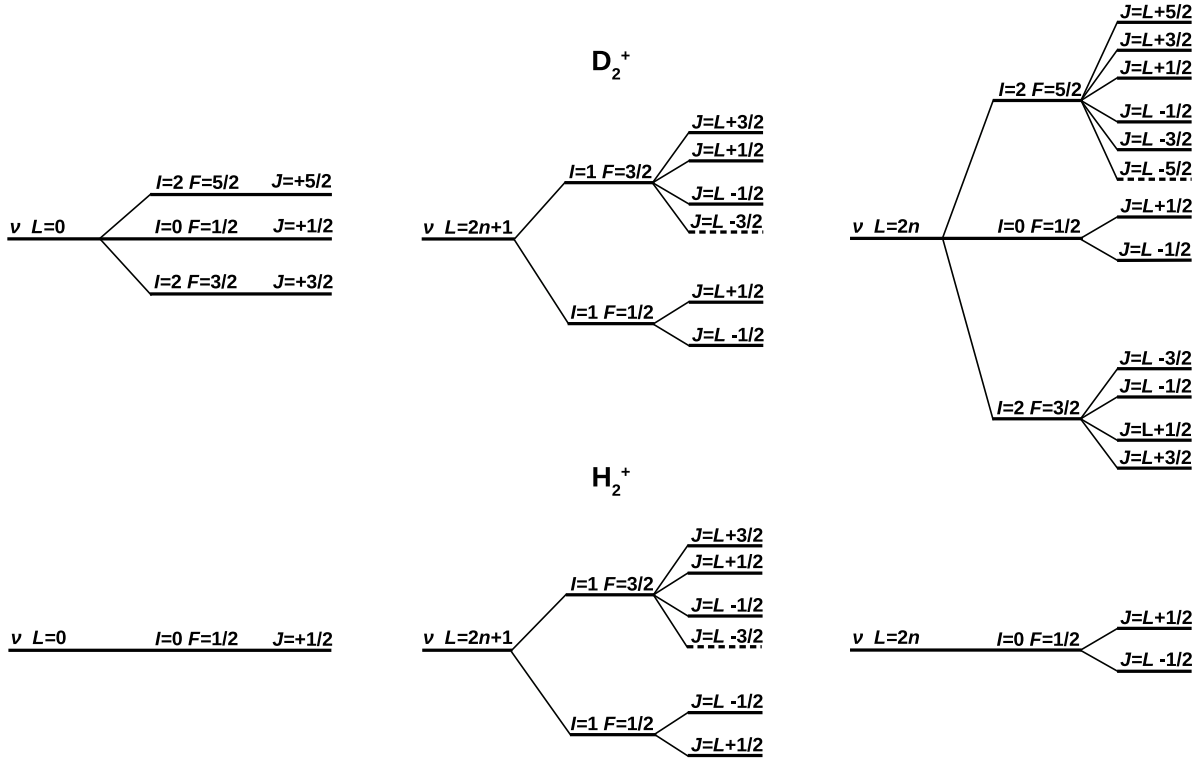 D₂⁺
ν L=0
I=2 F=5/2 J=+5/2
I=0 F=1/2 J=+1/2
I=2 F=3/2 J=+3/2
ν L=2n+1
I=1 F=3/2
J=L+3/2
J=L+1/2
J=L -1/2
J=L -3/2
I=1 F=1/2
J=L+1/2
J=L -1/2
ν L=2n
I=2 F=5/2
J=L+5/2
J=L+3/2
J=L+1/2
J=L -1/2
J=L -3/2
J=L -5/2
I=0 F=1/2
J=L+1/2
J=L -1/2
I=2 F=3/2
J=L -3/2
J=L -1/2
J=L+1/2
J=L+3/2
H₂⁺
ν L=0
I=0 F=1/2 J=+1/2
ν L=2n+1
I=1 F=3/2
J=L+3/2
J=L+1/2
J=L -1/2
J=L -3/2
I=1 F=1/2
J=L -1/2
J=L+1/2
ν L=2n
I=0 F=1/2
J=L+1/2
J=L -1/2